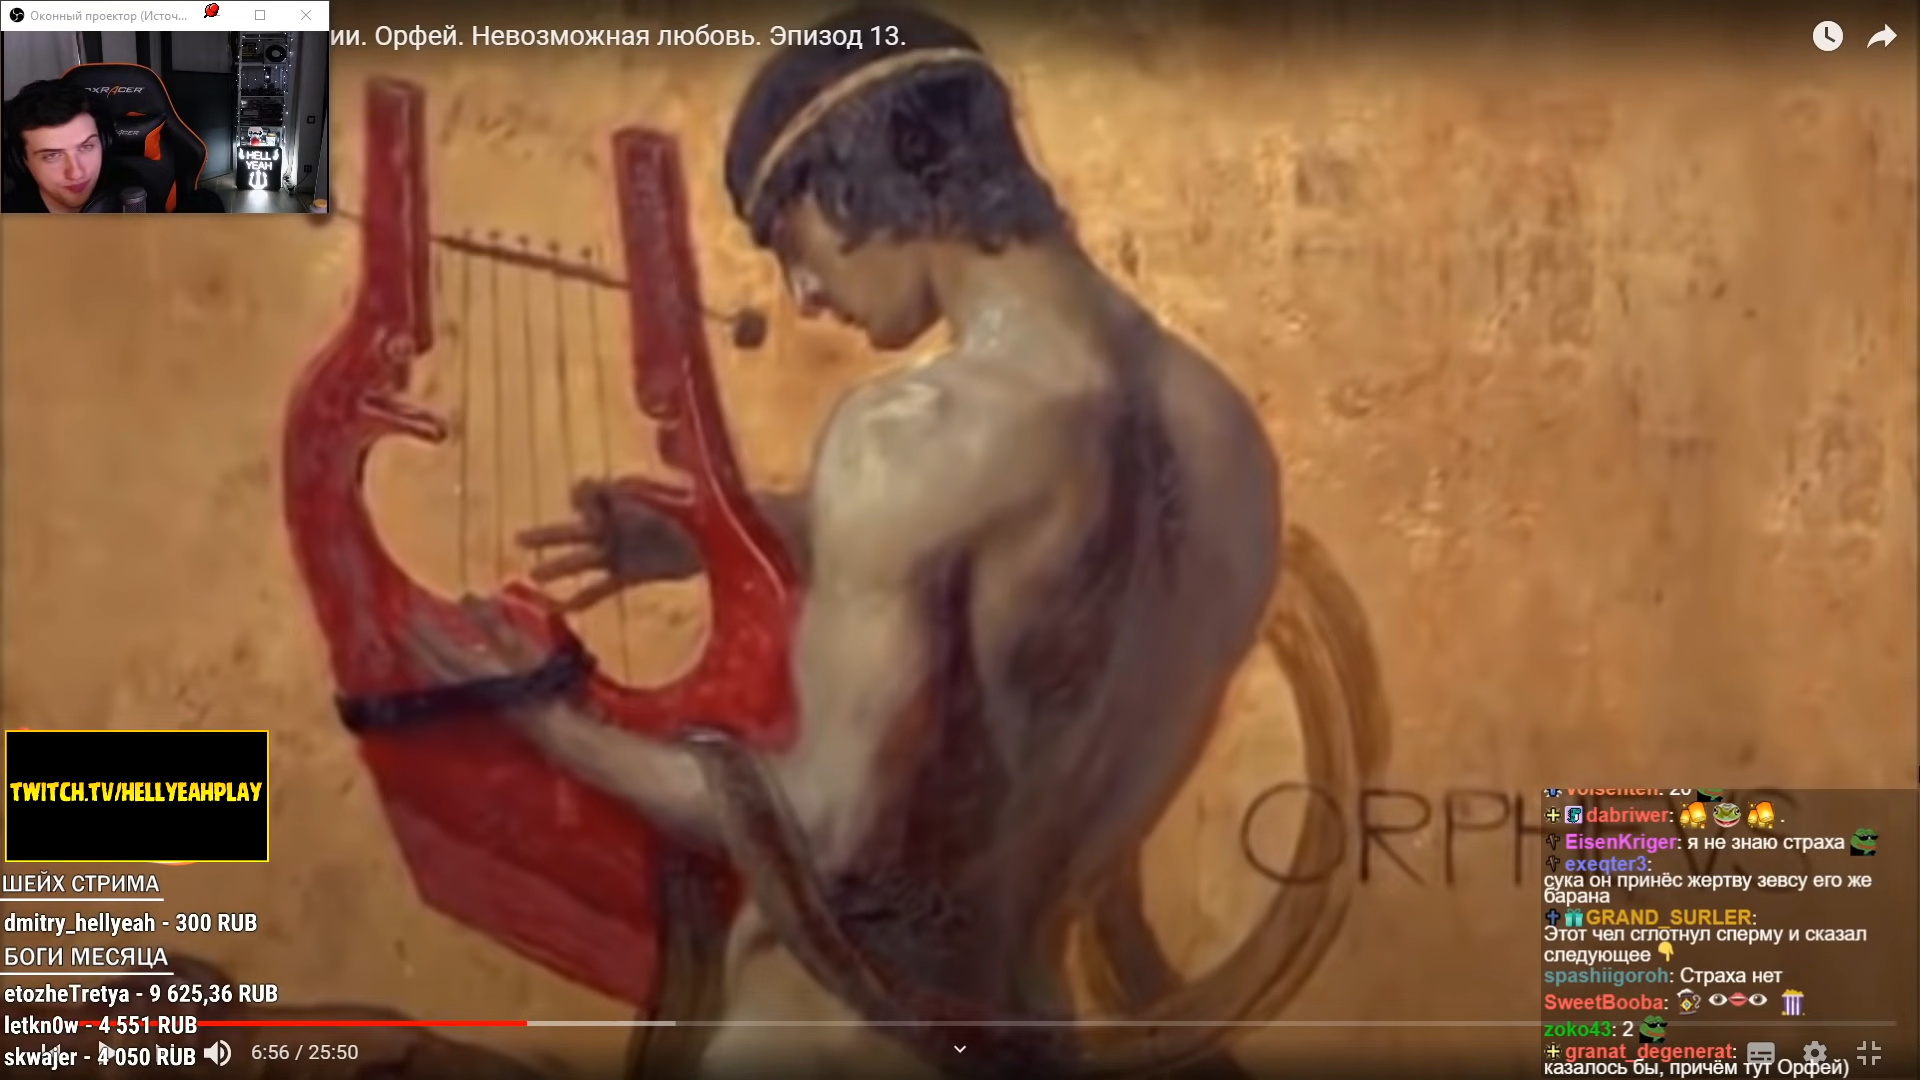 Оконный проектор (Источ...
ии. Орфей. Невозможная любовь. Эпизод 13.
HELL
YEAH
TWITCH.TV/HELLYEAHPLAY
ШЕЙХ СТРИМА
dmitry_hellyeah - 300 RUB
БОГИ МЕСЯЦА
etozheTretya - 9 625,36 RUB
letkn0w - 4 551 RUB
skwajer - 4 050 RUB
6:56 / 25:50
Voisenten: 20
dabriwer: .
EisenKriger: я не знаю страха
exeqter3:
сука он принёс жертву зевсу его же
барана
GRAND_SURLER:
Этот чел сглотнул сперму и сказал
следующее
spashiigoroh: Страха нет
SweetBooba:
zoko43: 2
granat_degenerat:
казалось бы, причём тут Орфей)